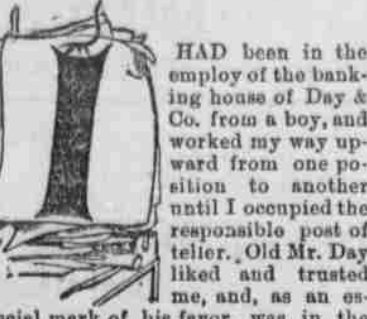 I HAD been in the
employ of the bank-
ing house of Day &
Co. from a boy, and
worked my way up-
ward from one po-
sition to another
until I occupied the
responsible post of
teller. Old Mr. Day
liked and trusted
me, and, as an es-
pecial mark of his favor, was in the